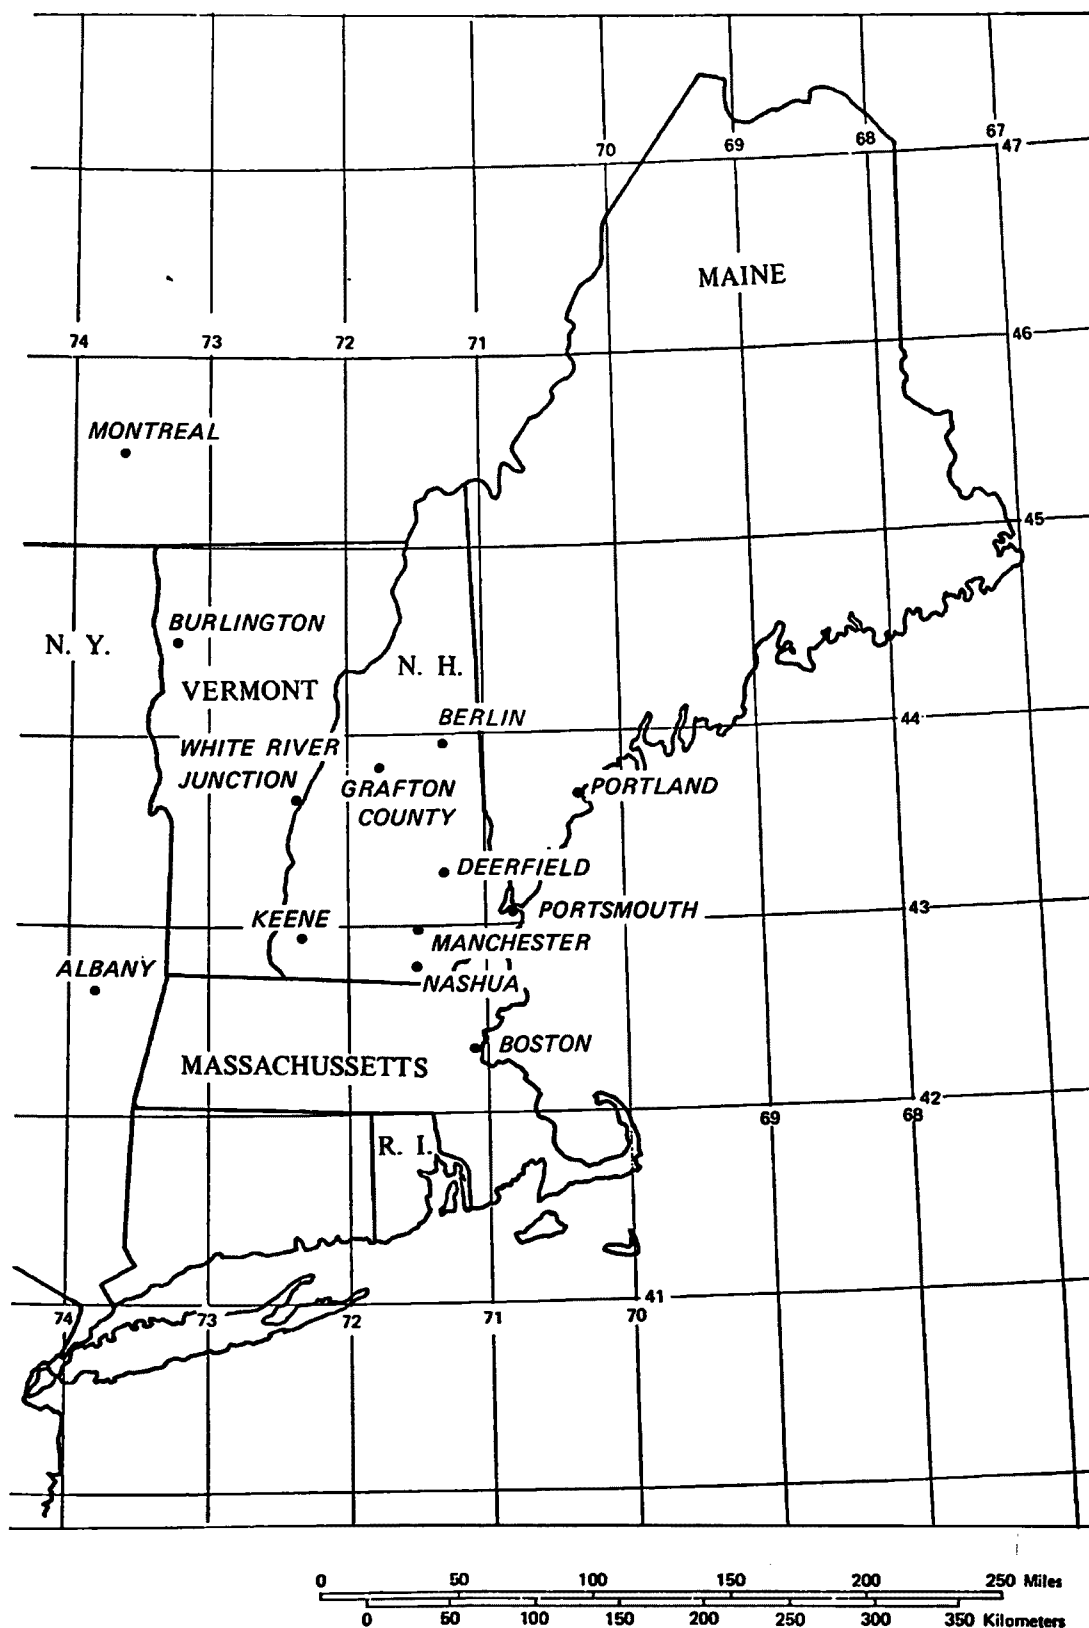 70
69
68
67
47
MAINE
74
73
72
71
46
MONTREAL
45
BURLINGTON
N. Y.
N. H.
VERMONT
BERLIN
44
WHITE RIVER
JUNCTION
GRAFTON
COUNTY
PORTLAND
DEERFIELD
KEENE
PORTSMOUTH
43
MANCHESTER
ALBANY
NASHUA
BOSTON
MASSACHUSSETTS
42
69
68
R. I.
41
74
73
72
71
70
0 50 100 150 200 250 Miles
0 50 100 150 200 250 300 350 Kilometers